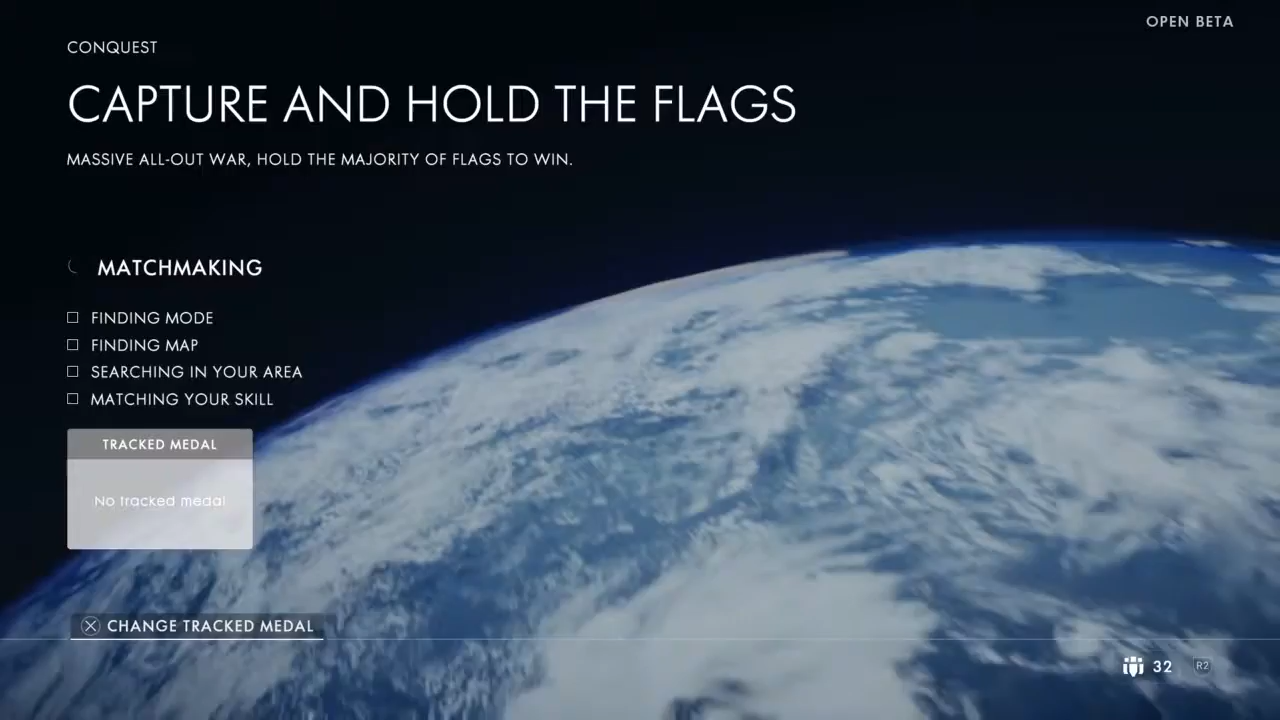 OPEN BETA
CONQUEST
CAPTURE AND HOLD THE FLAGS
MASSIVE ALL-OUT WAR, HOLD THE MAJORITY OF FLAGS TO WIN.
MATCHMAKING
FINDING MODE
FINDING MAP
SEARCHING IN YOUR AREA
MATCHING YOUR SKILL
TRACKED MEDAL
No tracked medal
CHANGE TRACKED MEDAL
32 R2